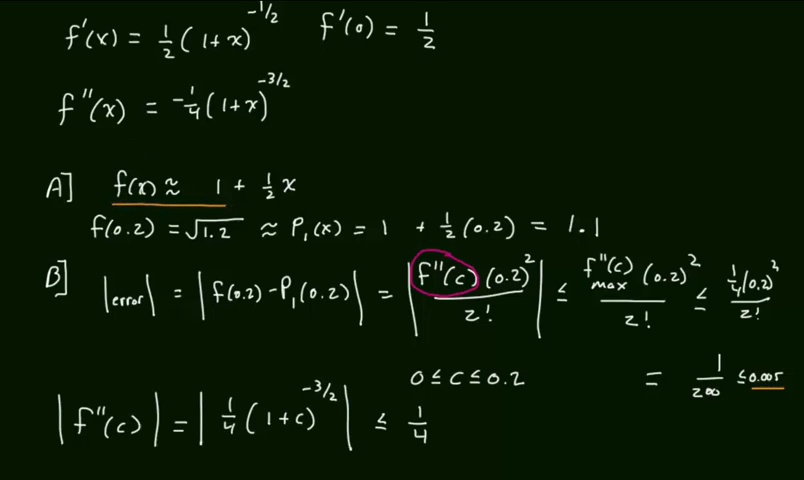 f'(x) = 1/2 (1+x)^-1/2   f'(0) = 1/2
f''(x) = -1/4 (1+x)^-3/2
A] f(x) ≈ 1 + 1/2 x
f(0.2) = √1.2 ≈ P₁(x) = 1 + 1/2 (0.2) = 1.1
B] |error| = |f(0.2) - P₁(0.2)| = |f''(c) (0.2)^2 / 2!| ≤ f''(c) max (0.2)^2 / 2! ≤ 1/4 (0.2)^2 / 2!
0 ≤ c ≤ 0.2   = 1/200 ≤ 0.005
|f''(c)| = |1/4 (1+c)^-3/2| ≤ 1/4